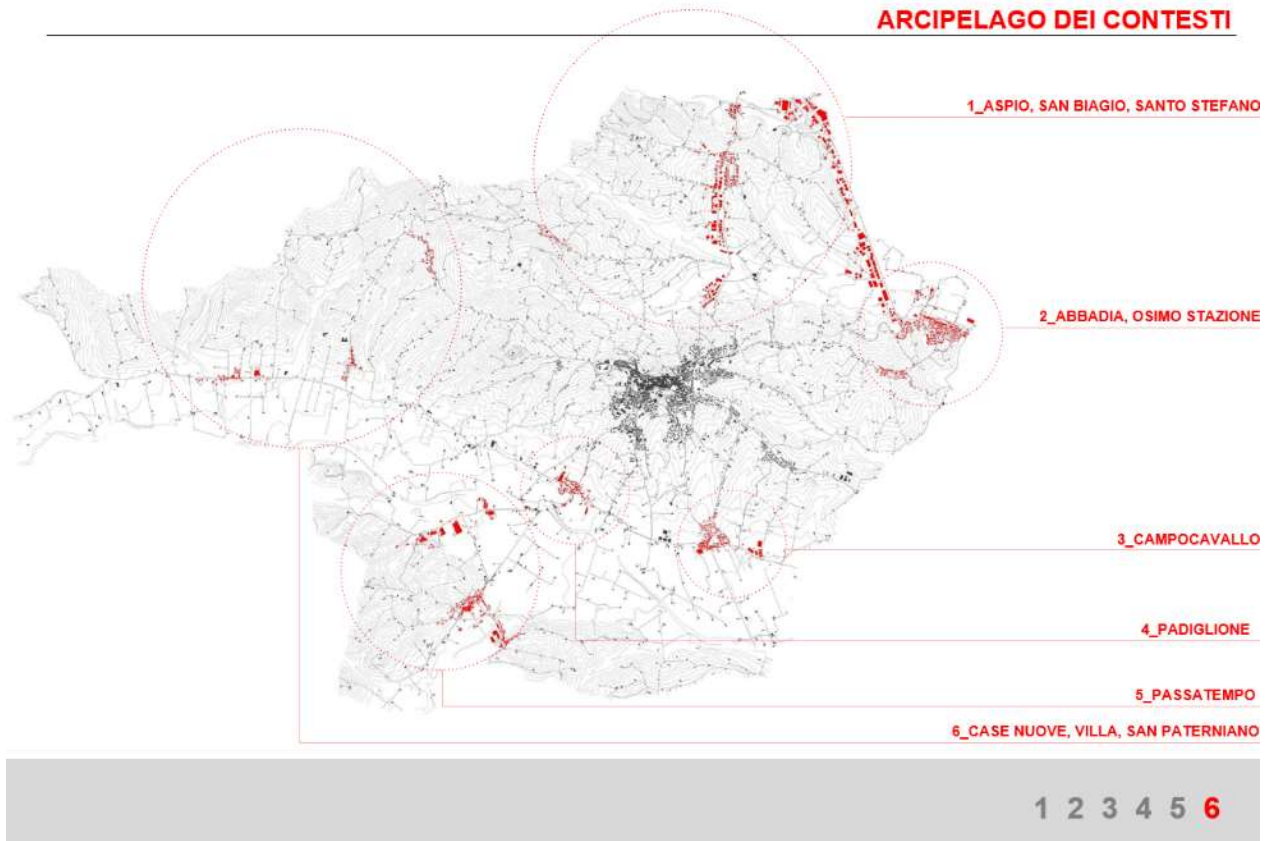 ARCIPELAGO DEI CONTESTI
1_ASPIO, SAN BIAGIO, SANTO STEFANO
2_ABBADIA, OSIMO STAZIONE
3_CAMPOCAVALLO
4_PADIGLIONE
5_PASSATEMPO
6_CASE NUOVE, VILLA, SAN PATERNIANO
1 2 3 4 5 6